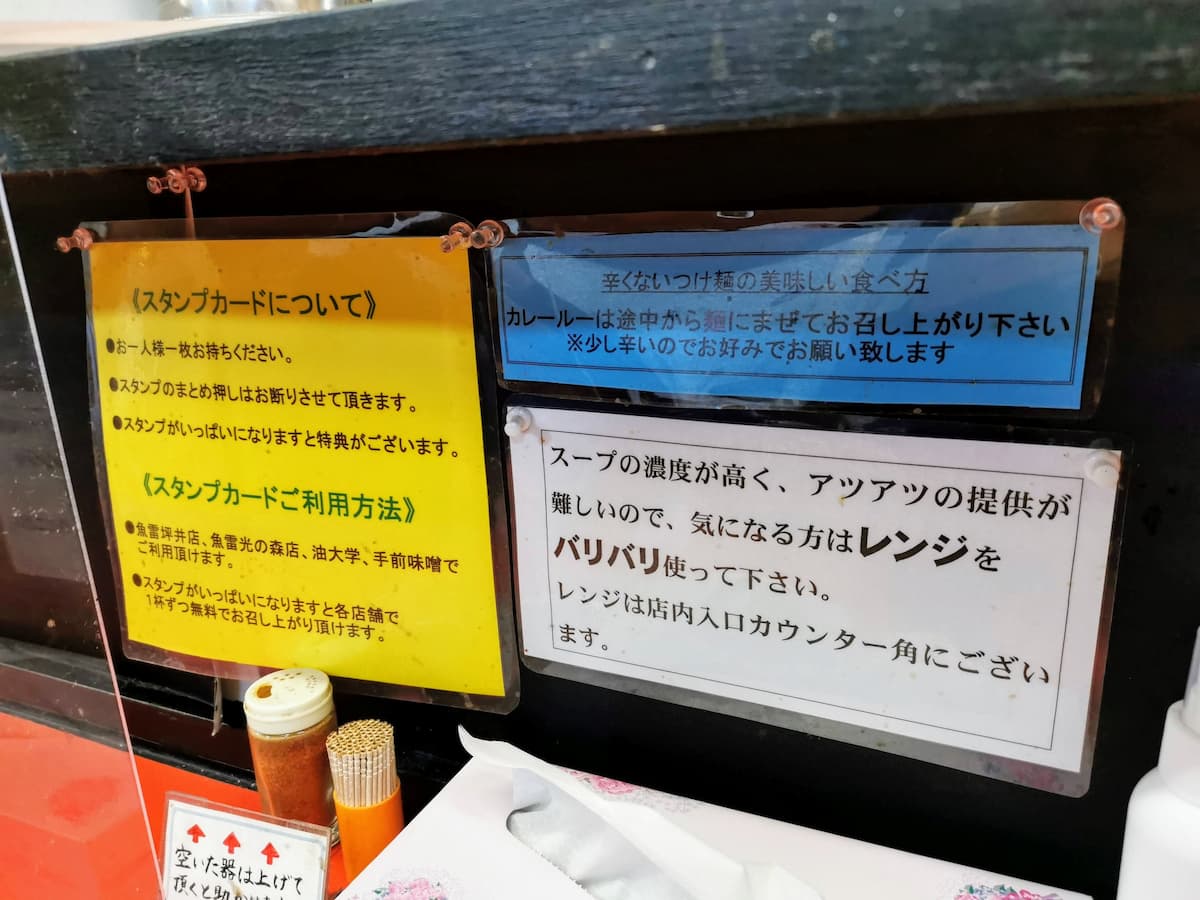 《スタンプカードについて》
●お一人様一枚お持ちください。
●スタンプのまとめ押しはお断りさせて頂きます。
●スタンプがいっぱいになりますと特典がございます。
《スタンプカードご利用方法》
●魚雷坪井店、魚雷光の森店、油大学、手前味噌で
ご利用頂けます。
●スタンプがいっぱいになりますと各店舗で
1杯ずつ無料でお召し上がり頂けます。
辛くないつけ麺の美味しい食べ方
カレールーは途中から麺にまぜてお召し上がり下さい
※少し辛いのでお好みでお願い致します
スープの濃度が高く、アツアツの提供が
難しいので、気になる方はレンジを
バリバリ使って下さい。
レンジは店内入口カウンター角にござい
ます。
空いた器は上げて
頂くと助かります